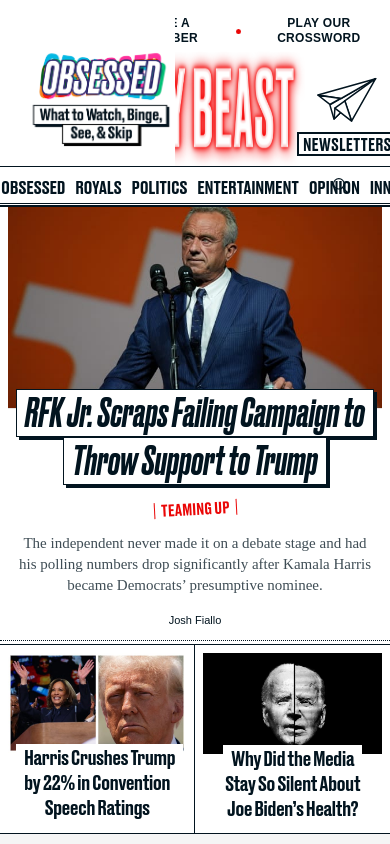 E A
BER
PLAY OUR
CROSSWORD
OBSESSED
What to Watch, Binge,
See, & Skip
Y BEAST
NEWSLETTERS
OBSESSED ROYALS POLITICS ENTERTAINMENT OPINION INN
RFK Jr. Scraps Failing Campaign to
Throw Support to Trump
TEAMING UP
The independent never made it on a debate stage and had
his polling numbers drop significantly after Kamala Harris
became Democrats’ presumptive nominee.
Josh Fiallo
Harris Crushes Trump
by 22% in Convention
Speech Ratings
Why Did the Media
Stay So Silent About
Joe Biden’s Health?